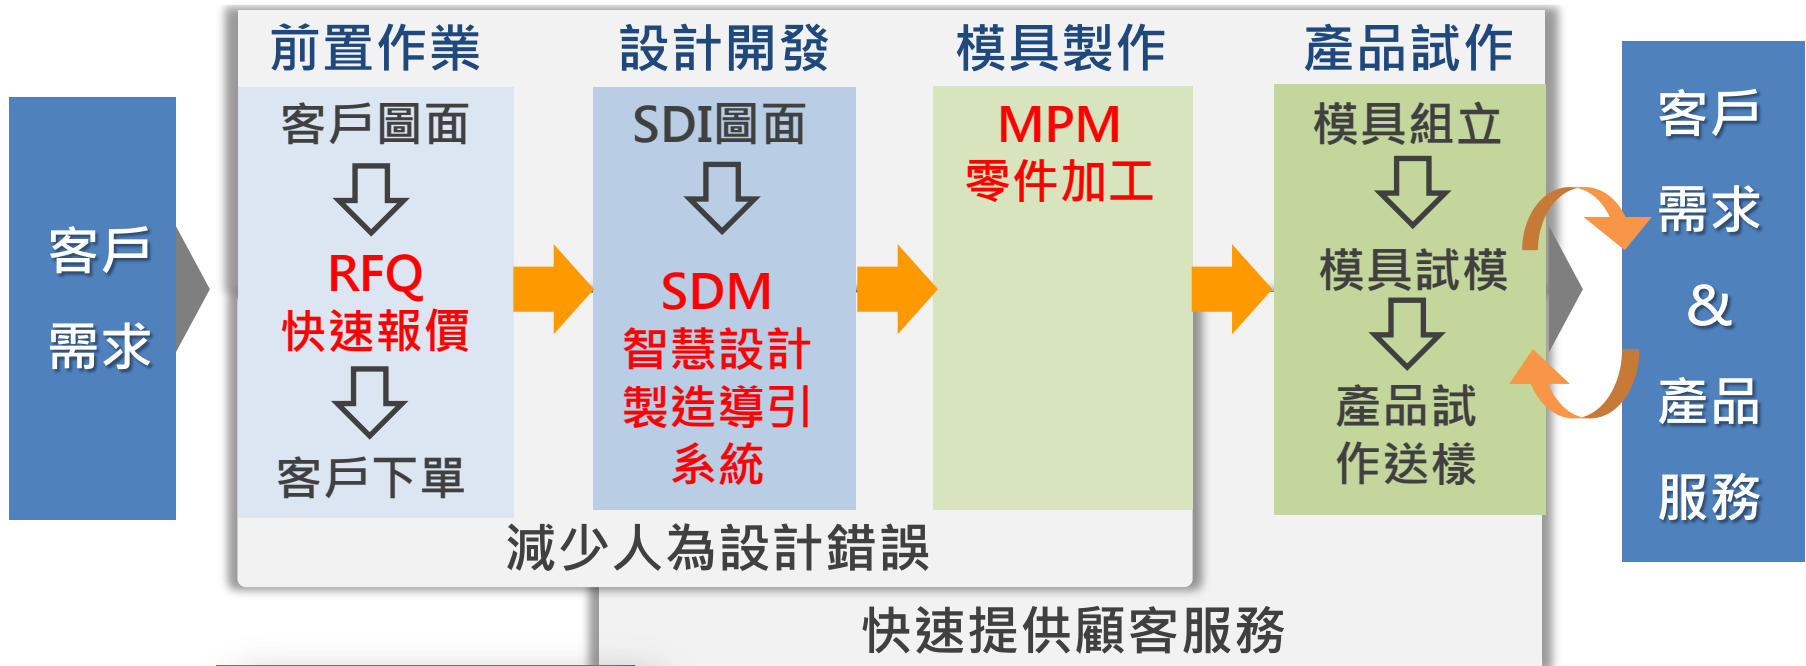 客戶
需求
前置作業
客戶圖面
RFQ
快速報價
客戶下單
設計開發
SDI圖面
SDM
智慧設計
製造導引
系統
模具製作
MPM
零件加工
產品試作
模具組立
模具試模
產品試
作送樣
減少人為設計錯誤
快速提供顧客服務
客戶
需求
&
產品
服務